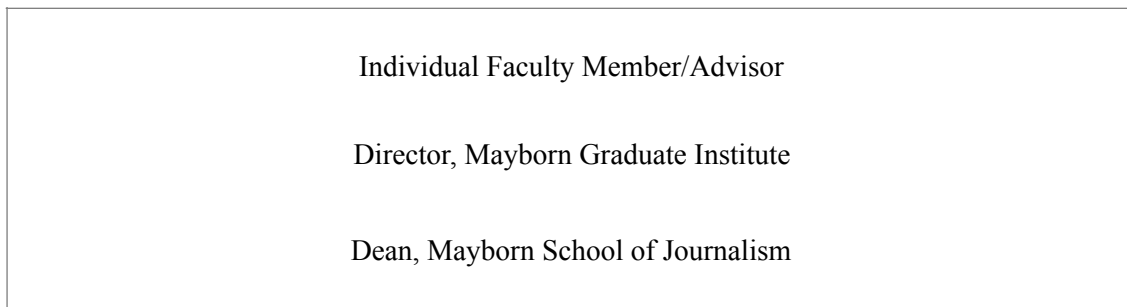 Individual Faculty Member/Advisor
Director, Mayborn Graduate Institute
Dean, Mayborn School of Journalism